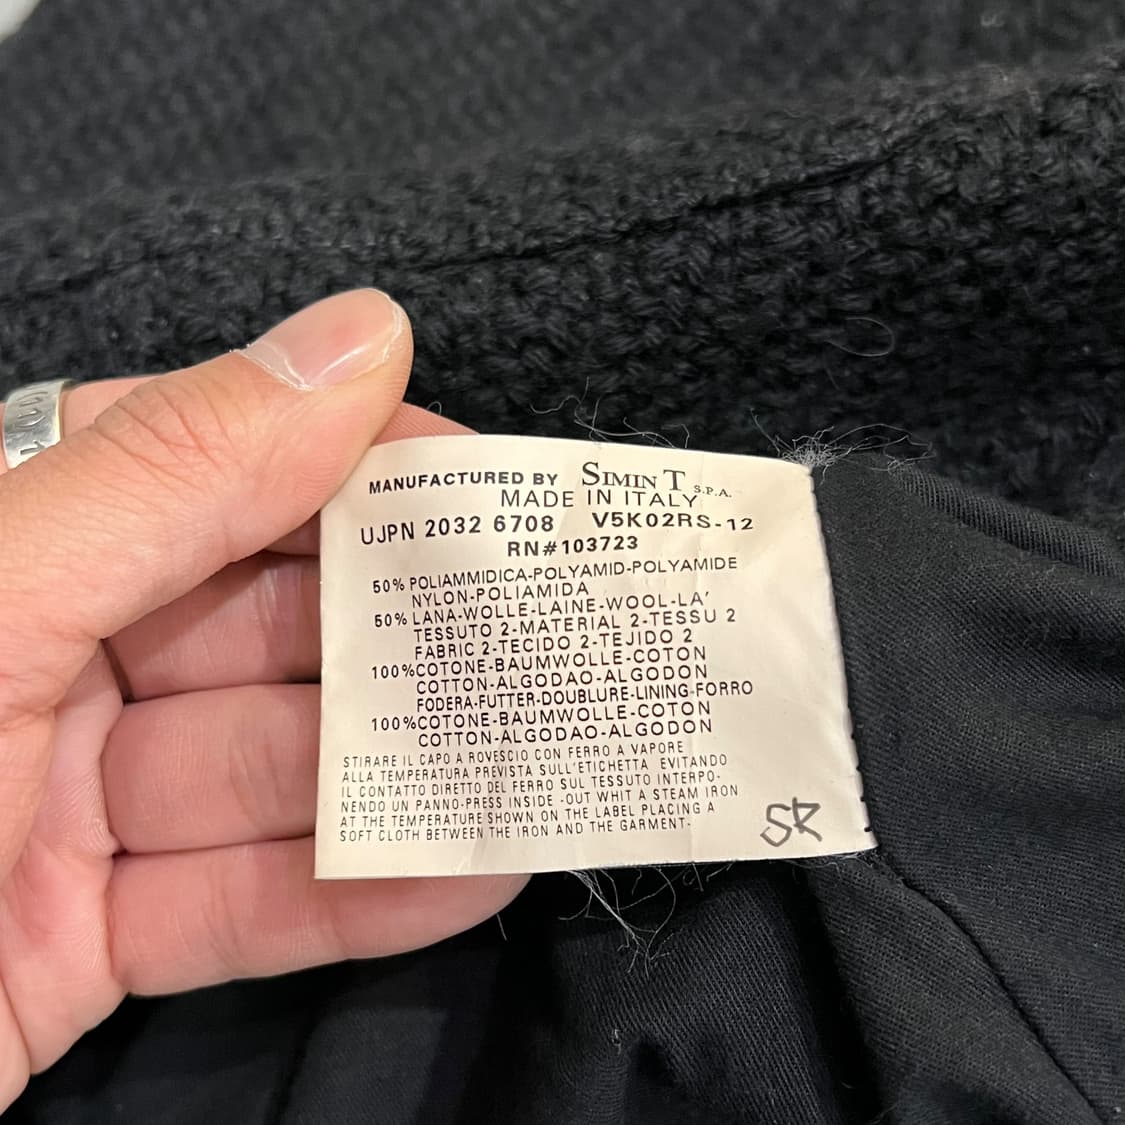 MANUFACTURED BY SIMINT S.P.A.
MADE IN ITALY
UJPN 2032 6708 V5K02RS-12
RN#103723
50% POLIAMMIDICA-POLYAMID-POLYAMIDE
NYLON-POLIAMIDA
50% LANA-WOLLE-LAINE-WOOL-LA'
TESSUTO 2-MATERIAL 2-TESSU 2
FABRIC 2-TECIDO 2-TEJIDO 2
100%COTONE-BAUMWOLLE-COTON
COTTON-ALGODAO-ALGODON
FODERA-FUTTER-DOUBLURE-LINING-FORRO
100%COTONE-BAUMWOLLE-COTON
COTTON-ALGODAO-ALGODON
STIRARE IL CAPO A ROVESCIO CON FERRO A VAPORE
ALLA TEMPERATURA PREVISTA SULL'ETICHETTA EVITANDO
IL CONTATTO DIRETTO DEL FERRO SUL TESSUTO INTERPO-
NENDO UN PANNO-PRESS INSIDE -OUT WHIT A STEAM IRON
AT THE TEMPERATURE SHOWN ON THE LABEL PLACING A
SOFT CLOTH BETWEEN THE IRON AND THE GARMENT-
SR